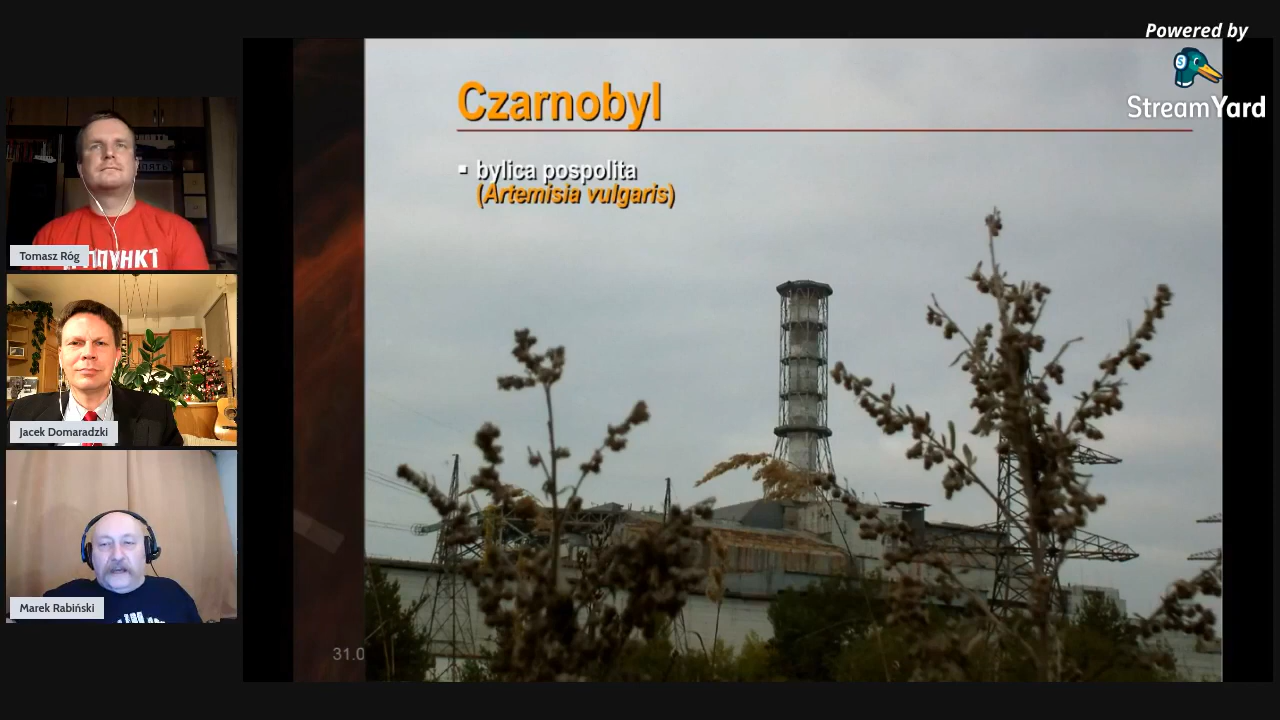 Powered by
StreamYard
Czarnobyl
bylica pospolita
(Artemisia vulgaris)
Tomasz Róg
Jacek Domaradzki
Marek Rabiński
31.0